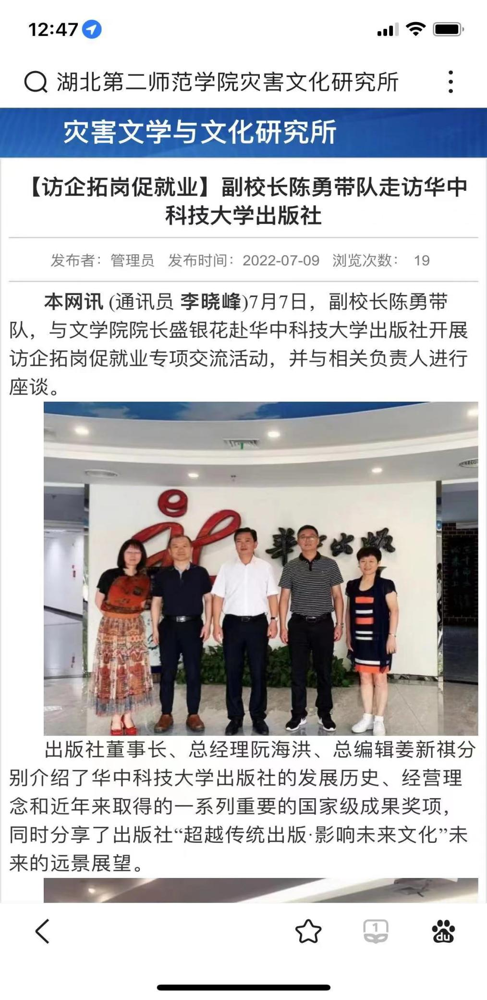 12:47
湖北第二师范学院灾害文化研究所
灾害文学与文化研究所
【访企拓岗促就业】副校长陈勇带队走访华中
科技大学出版社
发布者：管理员 发布时间：2022-07-09 浏览次数： 19
本网讯 (通讯员 李晓峰)7月7日，副校长陈勇带
队，与文学院院长盛银花赴华中科技大学出版社开展
访企拓岗促就业专项交流活动，并与相关负责人进行
座谈。
华中出版
出版社董事长、总经理阮海洪、总编辑姜新祺分
别介绍了华中科技大学出版社的发展历史、经营理
念和近年来取得的一系列重要的国家级成果奖项，
同时分享了出版社“超越传统出版·影响未来文化”未
来的远景展望。
1
du